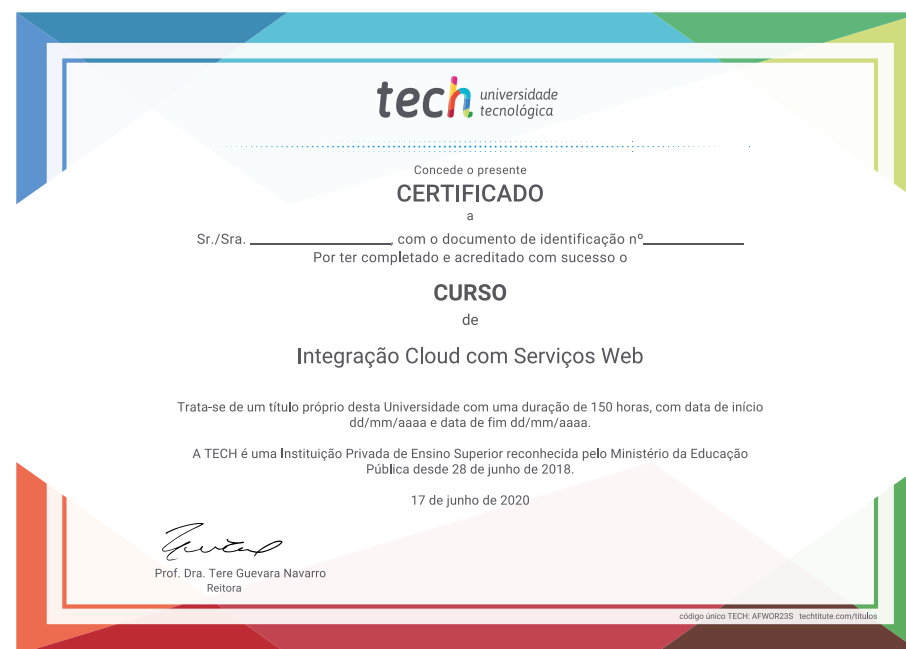 tech universidade
tecnológica
Concede o presente
CERTIFICADO
a
Sr./Sra. ________________, com o documento de identificação nº____________
Por ter completado e acreditado com sucesso o
CURSO
de
Integração Cloud com Serviços Web
Trata-se de um título próprio desta Universidade com uma duração de 150 horas, com data de início
dd/mm/aaaa e data de fim dd/mm/aaaa.
A TECH é uma Instituição Privada de Ensino Superior reconhecida pelo Ministério da Educação
Pública desde 28 de junho de 2018.
17 de junho de 2020
Prof. Dra. Tere Guevara Navarro
Reitora
código único TECH: AFWOR23S techtitute.com/titulos